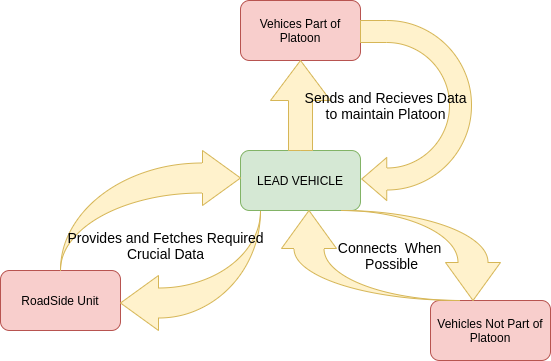 Vehices Part of
Platoon
Sends and Recieves Data
to maintain Platoon
LEAD VEHICLE
Provides and Fetches Required
Crucial Data
Connects When
Possible
RoadSide Unit
Vehicles Not Part of
Platoon